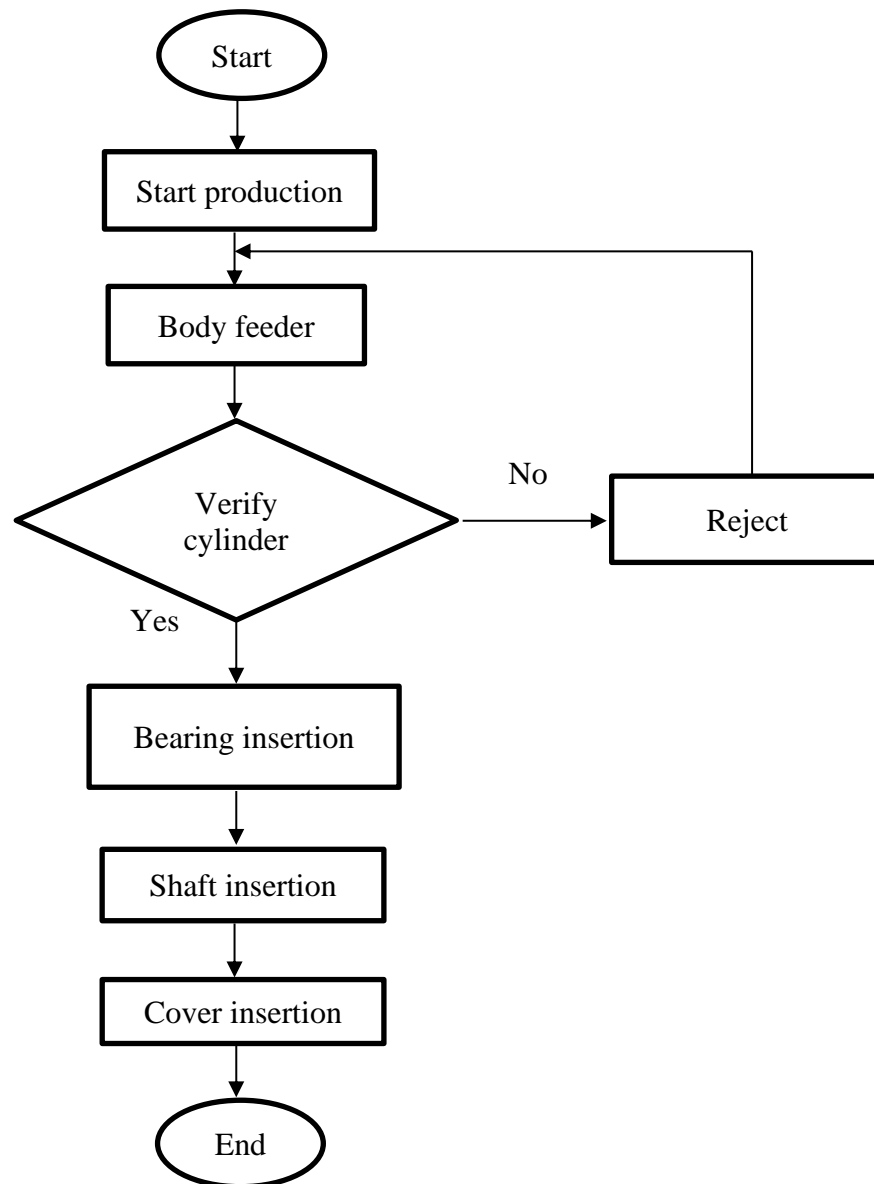 Start
Start production
Body feeder
No
Verify
cylinder
Reject
Yes
Bearing insertion
Shaft insertion
Cover insertion
End